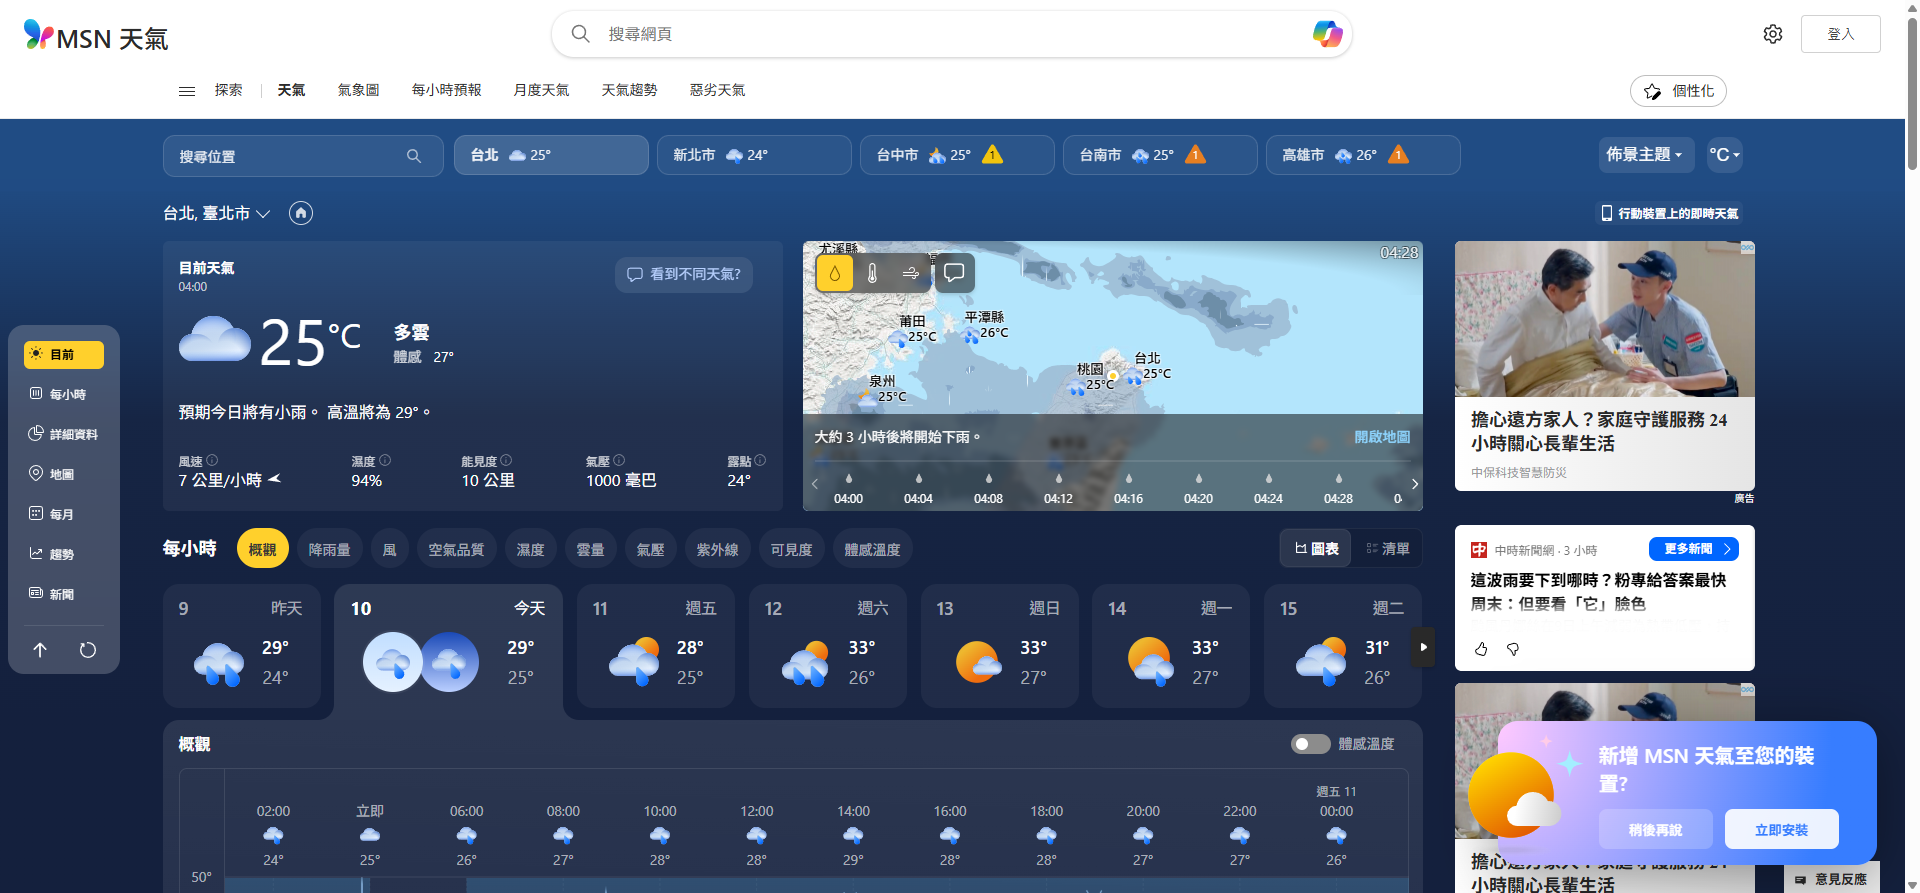 MSN 天氣
搜尋網頁
登入
探索
天氣
氣象圖
每小時預報
月度天氣
天氣趨勢
惡劣天氣
個性化
搜尋位置
台北 25°
新北市 24°
台中市 25° 1
台南市 25° 1
高雄市 26° 1
佈景主題
°C
台北, 臺北市
行動裝置上的即時天氣
目前
每小時
詳細資料
地圖
每月
趨勢
新聞
目前天氣
04:00
看到不同天氣?
25°C
多雲
體感 27°
預期今日將有小雨。 高溫將為 29°。
風速
7 公里/小時
濕度
94%
能見度
10 公里
氣壓
1000 毫巴
露點
24°
尤溪縣
04:28
莆田
25°C
平潭縣
26°C
泉州
25°C
桃園
25°C
台北
25°C
大約 3 小時後將開始下雨。
開啟地圖
04:00 04:04 04:08 04:12 04:16 04:20 04:24 04:28
擔心遠方家人？家庭守護服務 24
小時關心長輩生活
中保科技智慧防災
廣告
每小時
概觀
降雨量
風
空氣品質
濕度
雲量
氣壓
紫外線
可見度
體感溫度
圖表
清單
9 昨天
29°
24°
10 今天
29°
25°
11 週五
28°
25°
12 週六
33°
26°
13 週日
33°
27°
14 週一
33°
27°
15 週二
31°
26°
中
中時新聞網 · 3 小時
更多新聞
這波雨要下到哪時？粉專給答案最快
周末：但要看「它」臉色
概觀
體感溫度
週五 11
02:00 立即 06:00 08:00 10:00 12:00 14:00 16:00 18:00 20:00 22:00 00:00
24° 25° 26° 27° 28° 28° 29° 28° 28° 27° 27° 26°
50°
新增 MSN 天氣至您的裝
置?
稍後再說
立即安裝
擔心遠方家人？家庭守護服務 24
小時關心長輩生活
意見反應